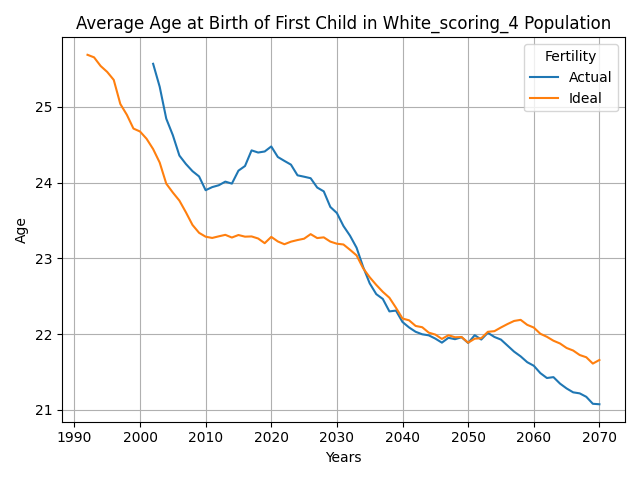 Average Age at Birth of First Child in White_scoring_4 Population
Fertility
Actual
Ideal
Age
25
24
23
22
21
1990
2000
2010
2020
2030
2040
2050
2060
2070
Years